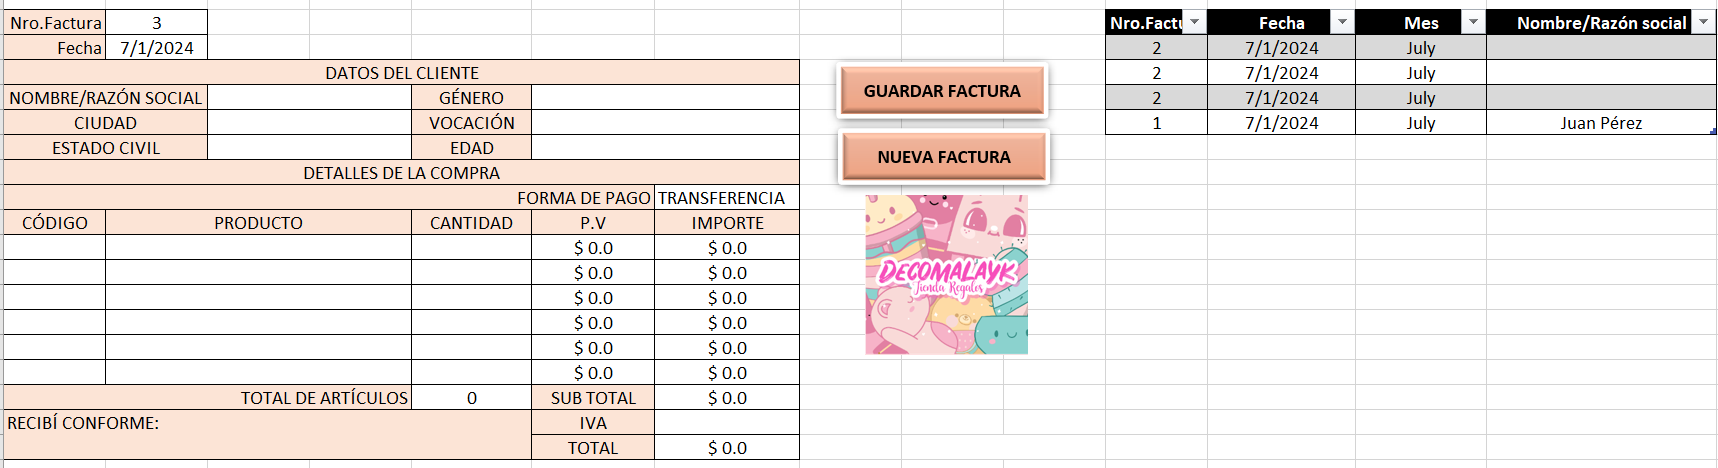 Nro.Factura 3
Fecha 7/1/2024
DATOS DEL CLIENTE
NOMBRE/RAZÓN SOCIAL GÉNERO
CIUDAD VOCACIÓN
ESTADO CIVIL EDAD
DETALLES DE LA COMPRA
FORMA DE PAGO TRANSFERENCIA
CÓDIGO PRODUCTO CANTIDAD P.V IMPORTE
$ 0.0 $ 0.0
$ 0.0 $ 0.0
$ 0.0 $ 0.0
$ 0.0 $ 0.0
$ 0.0 $ 0.0
$ 0.0 $ 0.0
TOTAL DE ARTÍCULOS 0 SUB TOTAL $ 0.0
RECIBÍ CONFORME: IVA
TOTAL $ 0.0
GUARDAR FACTURA
NUEVA FACTURA
DECOMALAYK
Tienda Regalos
Nro.Factu Fecha Mes Nombre/Razón social
2 7/1/2024 July
2 7/1/2024 July
2 7/1/2024 July
1 7/1/2024 July Juan Pérez